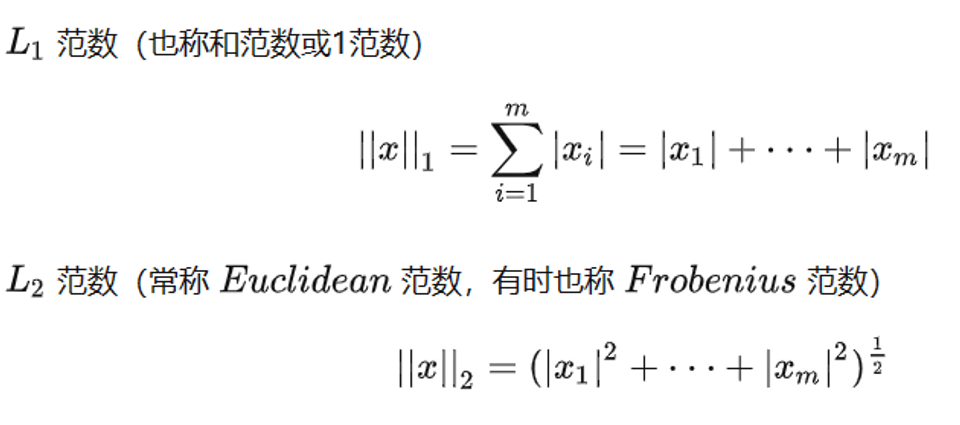 L₁ 范数（也称和范数或1范数）
||x||₁ = ∑ᵢ₌₁ᵐ |xᵢ| = |x₁| + ⋯ + |xₘ|
L₂ 范数（常称 Euclidean 范数，有时也称 Frobenius 范数）
||x||₂ = (|x₁|² + ⋯ + |xₘ|²)^½